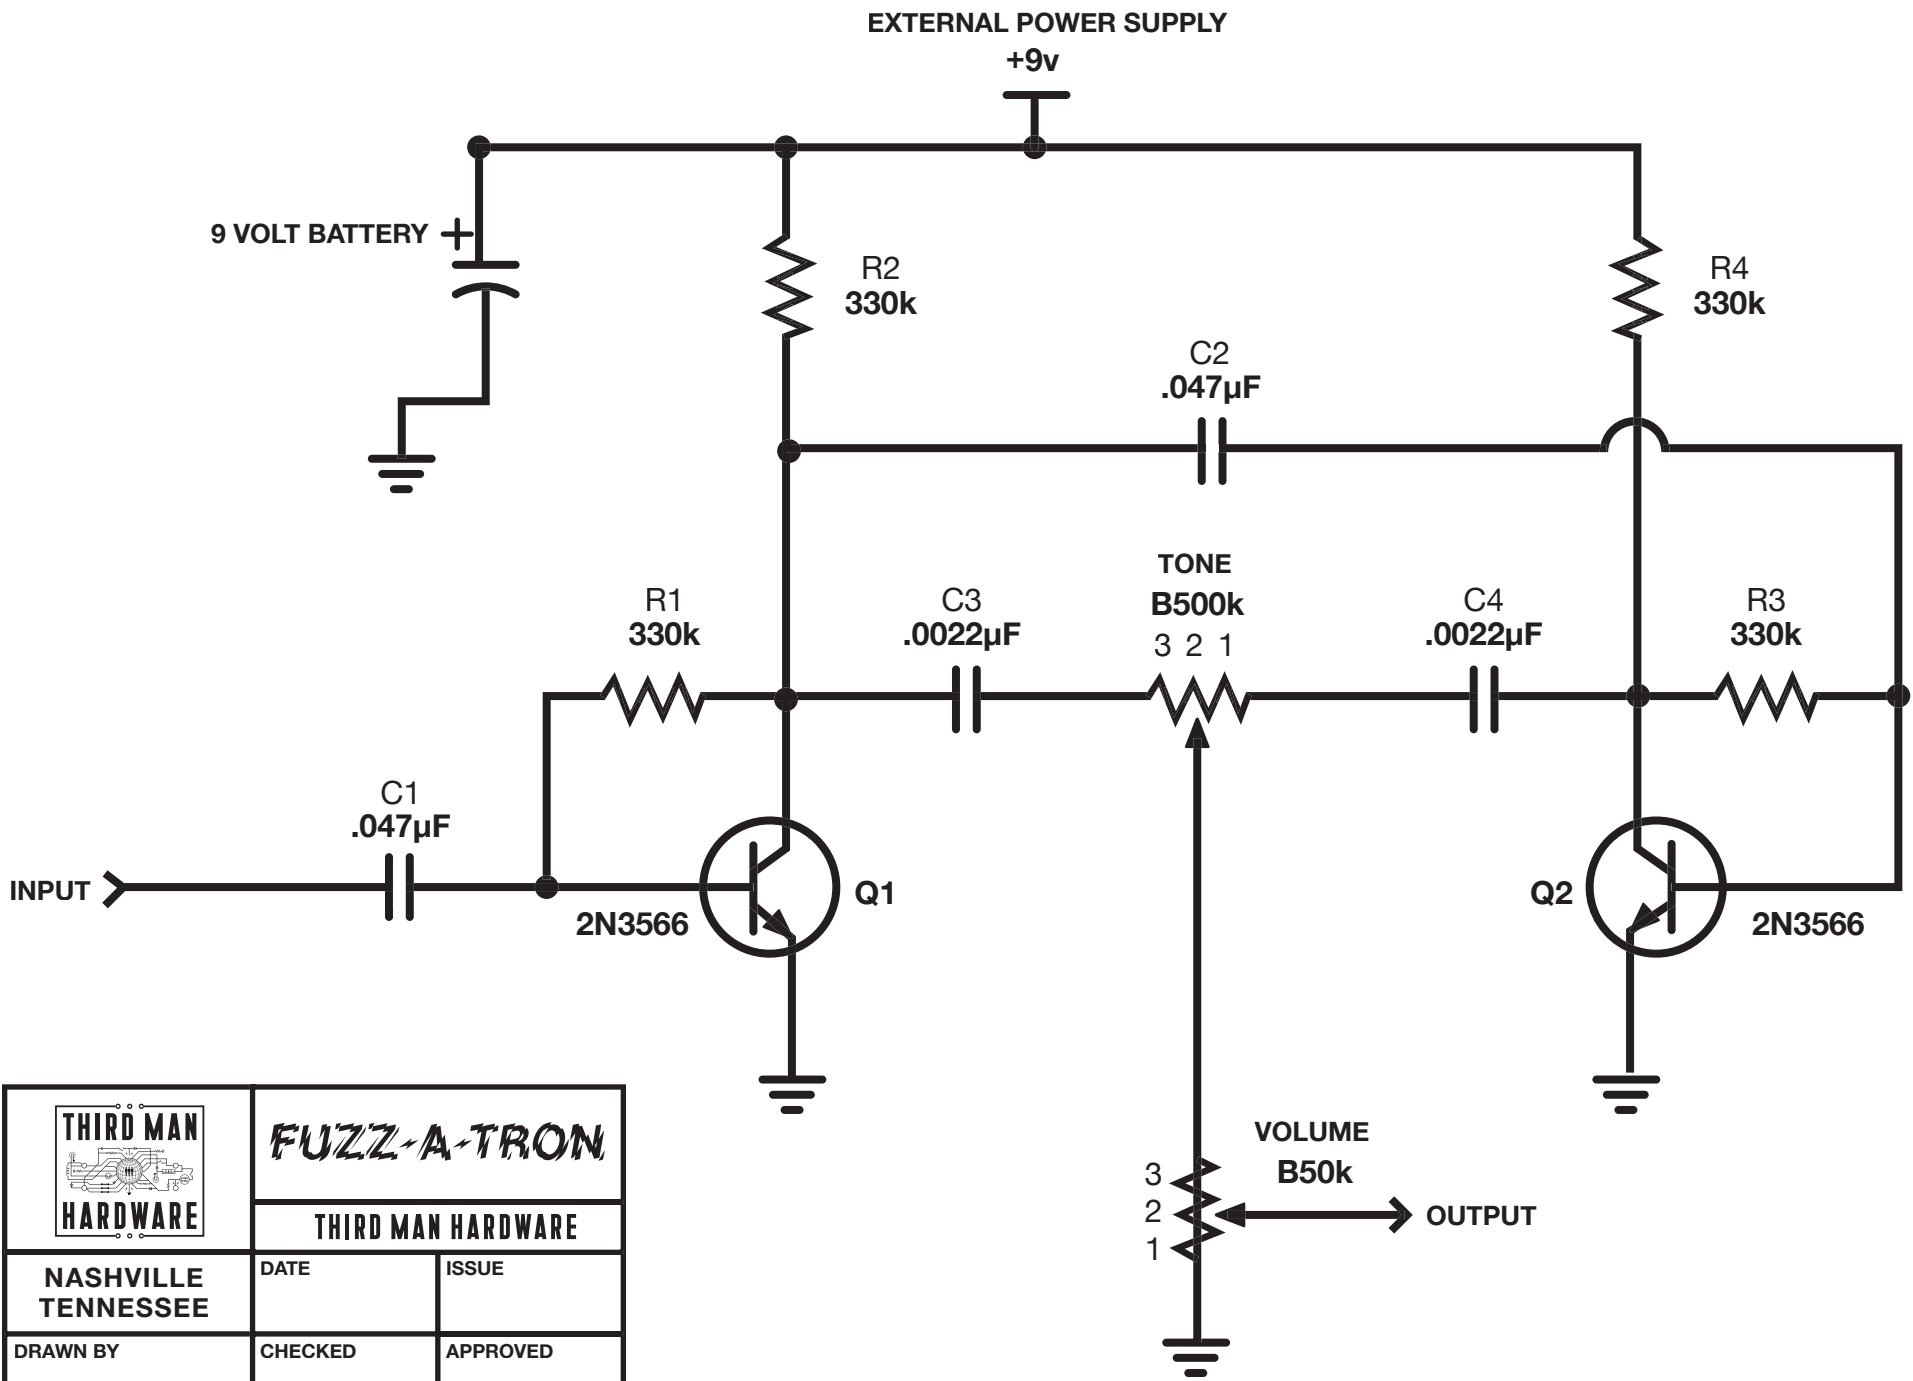 EXTERNAL POWER SUPPLY
+9v
9 VOLT BATTERY +
R2
330k
R4
330k
C2
.047µF
TONE
B500k
3 2 1
R1
330k
C3
.0022µF
C4
.0022µF
R3
330k
C1
.047µF
INPUT
Q1
2N3566
Q2
2N3566
VOLUME
B50k
3
2
1
OUTPUT
THIRD MAN
HARDWARE
FUZZ-A-TRON
THIRD MAN HARDWARE
NASHVILLE
TENNESSEE
DATE
ISSUE
DRAWN BY
CHECKED
APPROVED